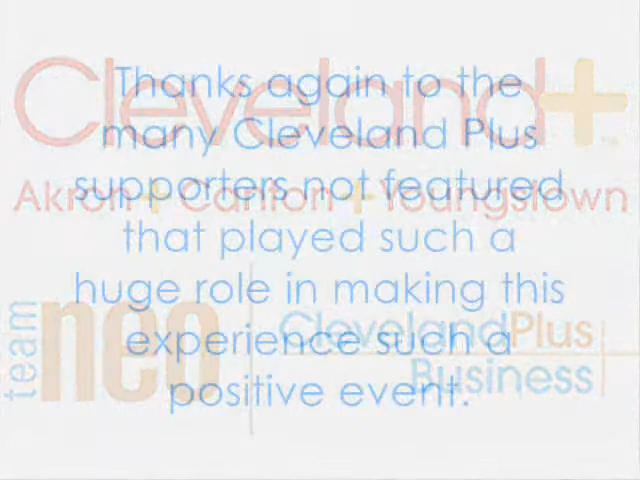 Thanks again to the
many Cleveland Plus
supporters not featured
that played such a
huge role in making this
experience such a
positive event.
Cleveland+
TM
Akron + Canton + Youngstown
team neo
ClevelandPlus
Business